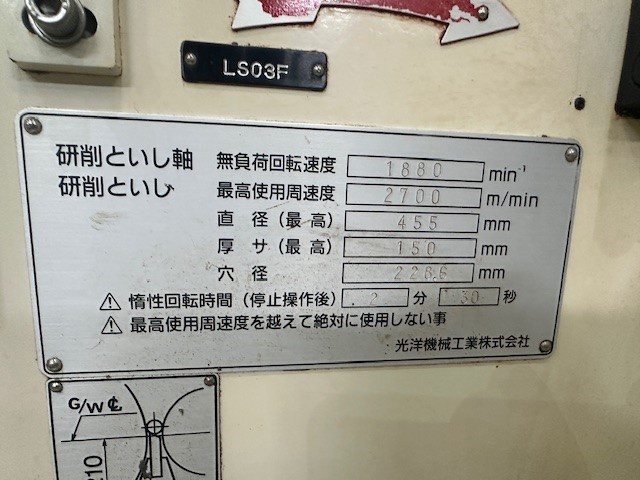 LS03F
研削といし軸 無負荷回転速度 1880 min⁻¹
研削といし 最高使用周速度 2700 m/min
直径（最高） 455 mm
厚サ（最高） 150 mm
穴径 mm
⚠ 惰性回転時間（停止操作後） 2 分 30 秒
⚠ 最高使用周速度を越えて絶対に使用しない事
光洋機械工業株式会社
G/W ℄
210